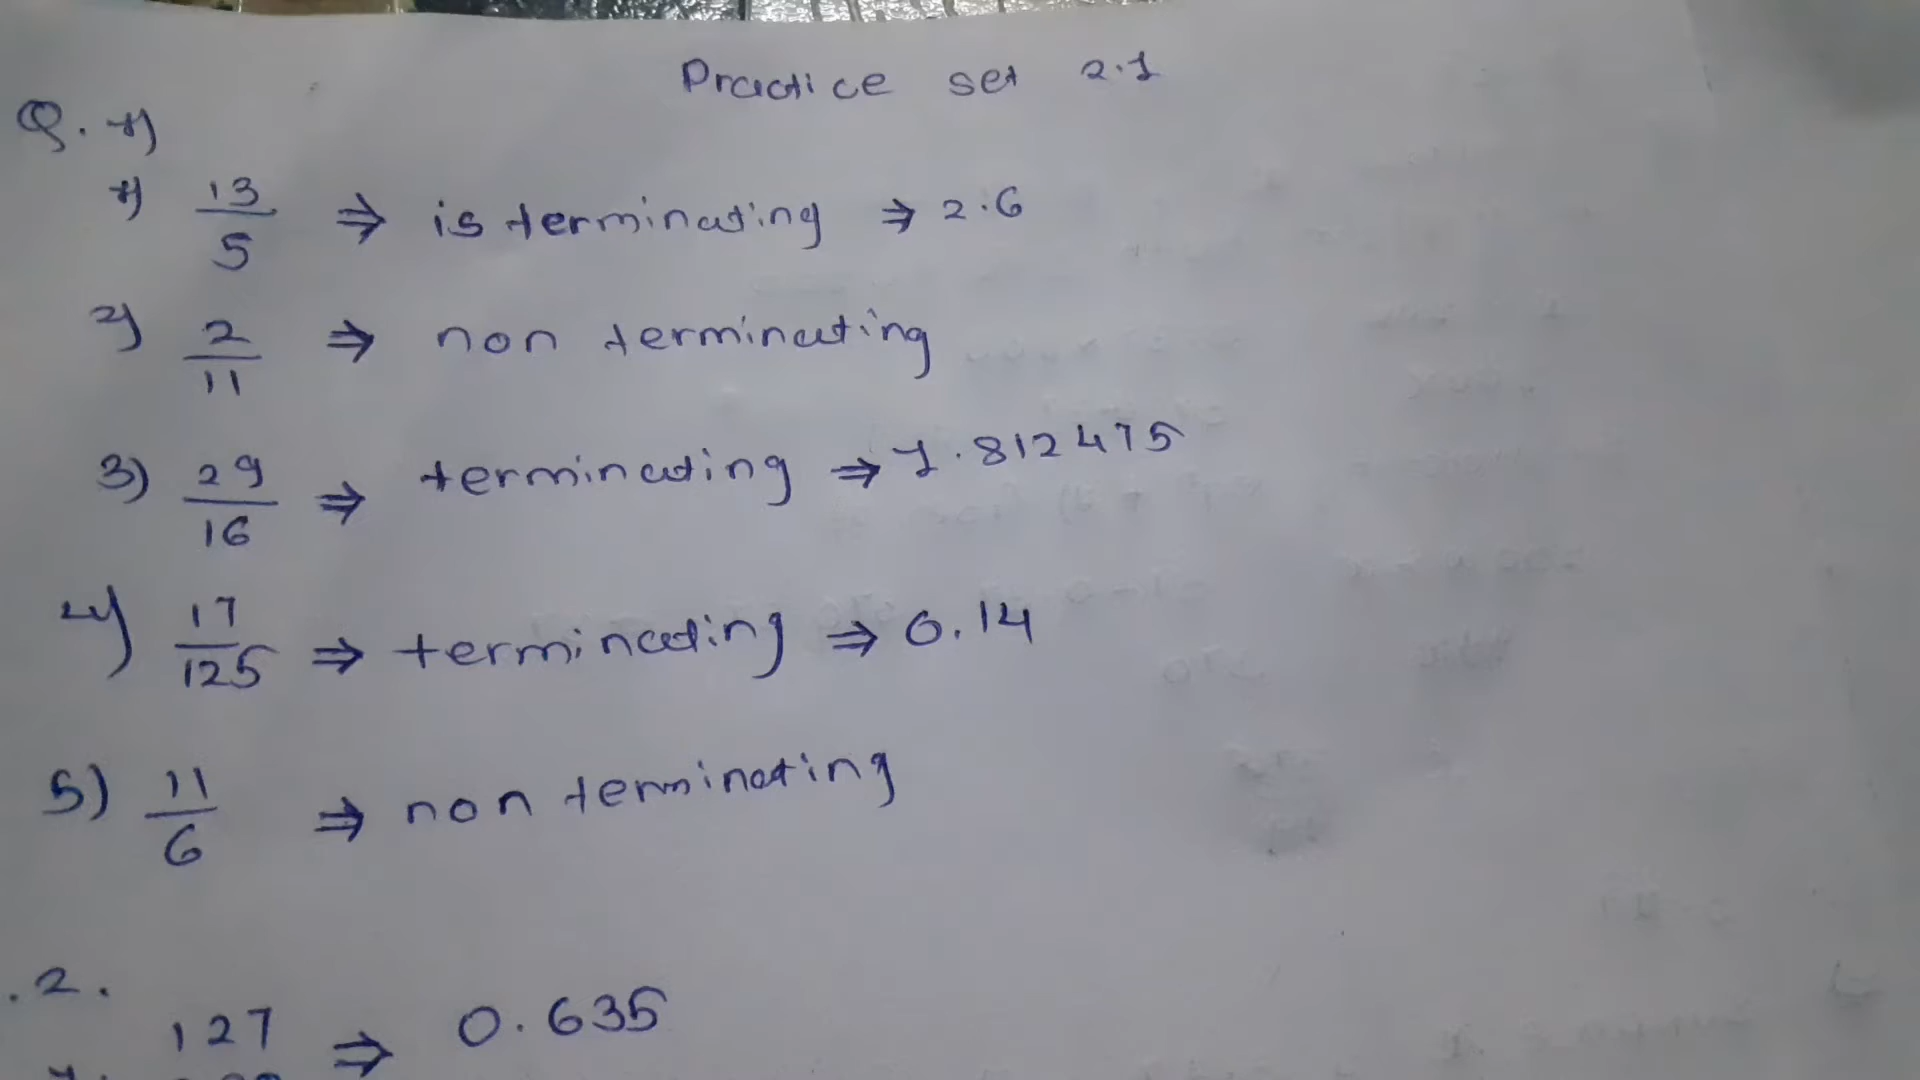 Practice set 2.1
Q. 1)
1) 13/5 ⇒ is terminating ⇒ 2.6
2) 2/11 ⇒ non terminating
3) 29/16 ⇒ terminating ⇒ 1.812475
4) 17/125 ⇒ terminating ⇒ 0.14
5) 11/6 ⇒ non terminating
.2.
127 ⇒ 0.635